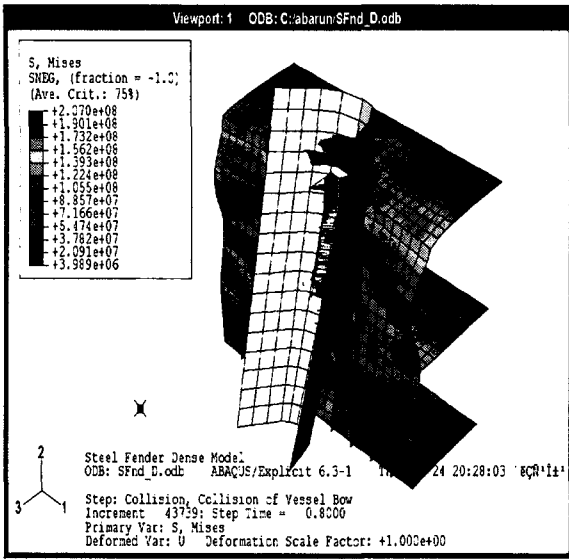 Viewport: 1 ODB: C:/abarun/SFnd_D.odb
S, Mises
SNEG, (fraction = -1.0)
(Ave. Crit.: 75%)
+2.070e+08
+1.901e+08
+1.732e+08
+1.562e+08
+1.393e+08
+1.224e+08
+1.055e+08
+8.857e+07
+7.166e+07
+5.474e+07
+3.782e+07
+2.091e+07
+3.989e+06
2
3
1
Steel Fender Dense Model
ODB: SFnd_D.odb ABAQUS/Explicit 6.3-1 24 20:28:03
Step: Collision, Collision of Vessel Bow
Increment 43739: Step Time = 0.8000
Primary Var: S, Mises
Deformed Var: U Deformation Scale Factor: +1.000e+00